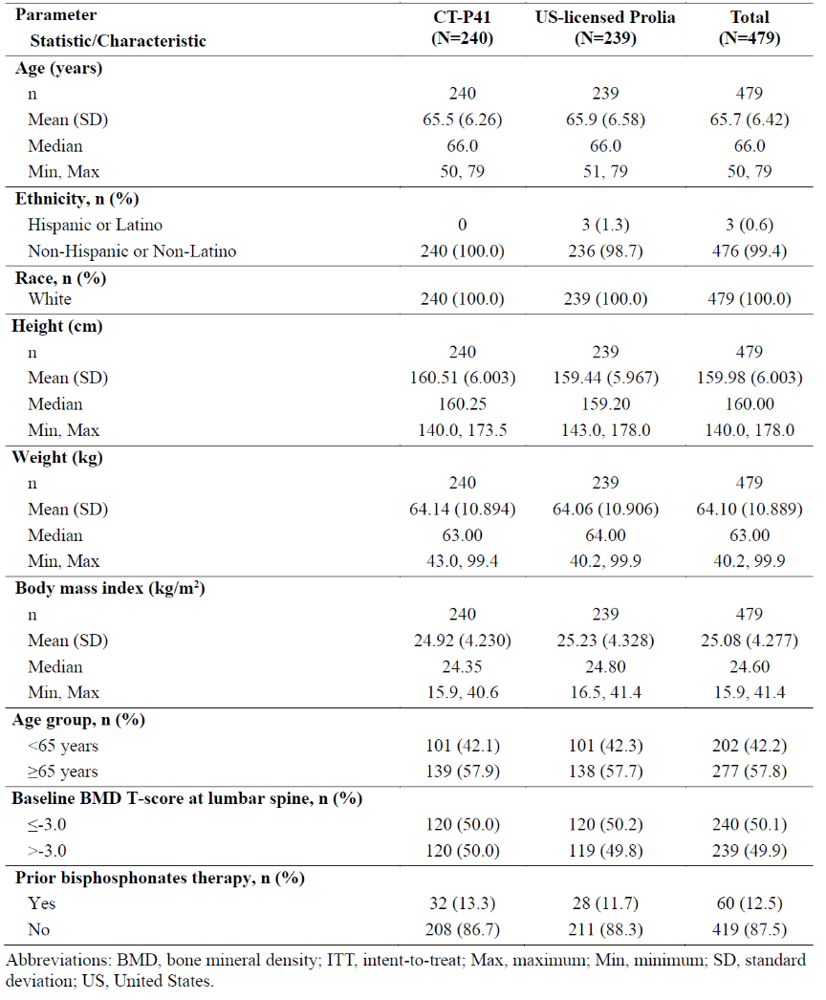 Parameter CT-P41 US-licensed Prolia Total
Statistic/Characteristic (N=240) (N=239) (N=479)
Age (years)
n 240 239 479
Mean (SD) 65.5 (6.26) 65.9 (6.58) 65.7 (6.42)
Median 66.0 66.0 66.0
Min, Max 50, 79 51, 79 50, 79
Ethnicity, n (%)
Hispanic or Latino 0 3 (1.3) 3 (0.6)
Non-Hispanic or Non-Latino 240 (100.0) 236 (98.7) 476 (99.4)
Race, n (%)
White 240 (100.0) 239 (100.0) 479 (100.0)
Height (cm)
n 240 239 479
Mean (SD) 160.51 (6.003) 159.44 (5.967) 159.98 (6.003)
Median 160.25 159.20 160.00
Min, Max 140.0, 173.5 143.0, 178.0 140.0, 178.0
Weight (kg)
n 240 239 479
Mean (SD) 64.14 (10.894) 64.06 (10.906) 64.10 (10.889)
Median 63.00 64.00 63.00
Min, Max 43.0, 99.4 40.2, 99.9 40.2, 99.9
Body mass index (kg/m²)
n 240 239 479
Mean (SD) 24.92 (4.230) 25.23 (4.328) 25.08 (4.277)
Median 24.35 24.80 24.60
Min, Max 15.9, 40.6 16.5, 41.4 15.9, 41.4
Age group, n (%)
<65 years 101 (42.1) 101 (42.3) 202 (42.2)
≥65 years 139 (57.9) 138 (57.7) 277 (57.8)
Baseline BMD T-score at lumbar spine, n (%)
≤-3.0 120 (50.0) 120 (50.2) 240 (50.1)
>-3.0 120 (50.0) 119 (49.8) 239 (49.9)
Prior bisphosphonates therapy, n (%)
Yes 32 (13.3) 28 (11.7) 60 (12.5)
No 208 (86.7) 211 (88.3) 419 (87.5)
Abbreviations: BMD, bone mineral density; ITT, intent-to-treat; Max, maximum; Min, minimum; SD, standard
deviation; US, United States.